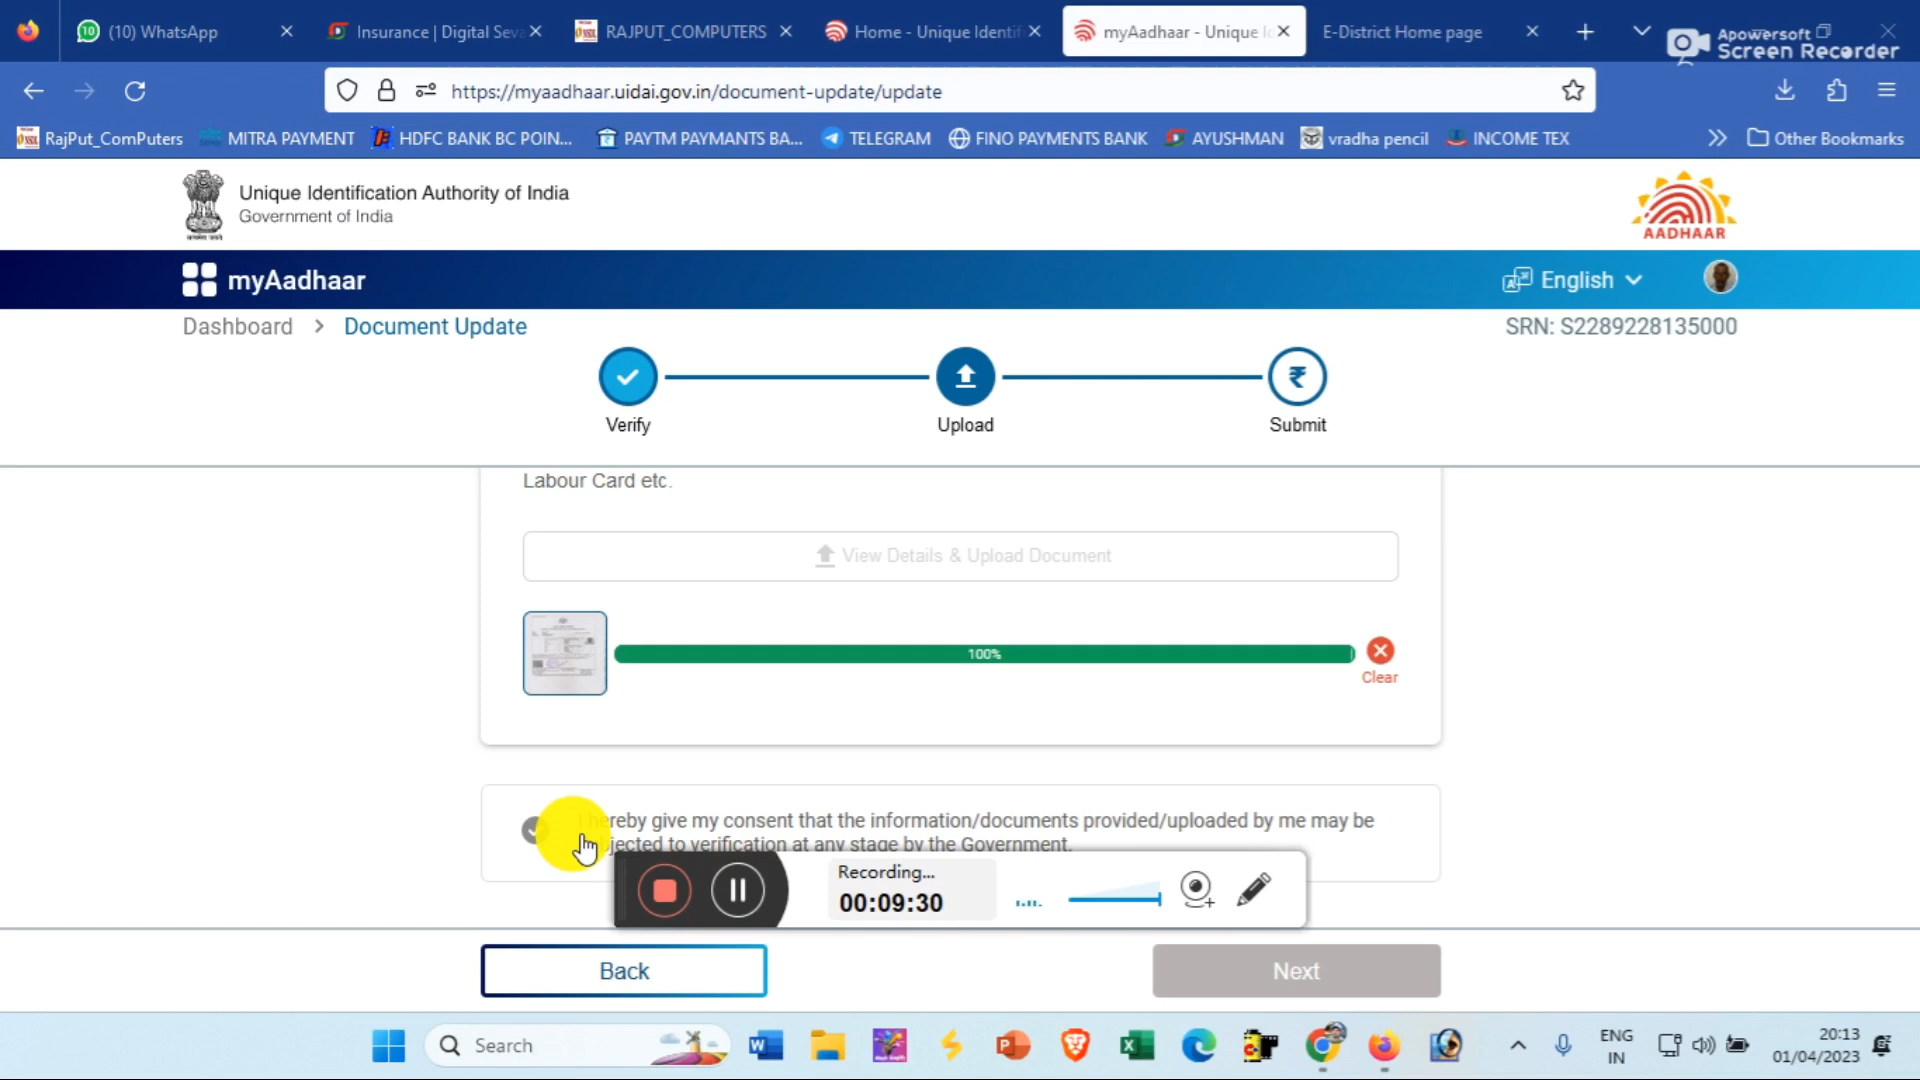 (10) WhatsApp
Insurance | Digital Seva
RAJPUT_COMPUTERS
Home - Unique Identif
myAadhaar - Unique Id
E-District Home page
Apowersoft
Screen Recorder
https://myaadhaar.uidai.gov.in/document-update/update
RajPut_ComPuters
MITRA PAYMENT
HDFC BANK BC POIN...
PAYTM PAYMANTS BA...
TELEGRAM
FINO PAYMENTS BANK
AYUSHMAN
vradha pencil
INCOME TEX
Other Bookmarks
Unique Identification Authority of India
Government of India
AADHAAR
myAadhaar
English
Dashboard > Document Update
SRN: S2289228135000
Verify
Upload
Submit
Labour Card etc.
View Details & Upload Document
100%
Clear
I hereby give my consent that the information/documents provided/uploaded by me may be
jected to verification at any stage by the Government.
Recording...
00:09:30
Back
Next
Search
ENG
IN
20:13
01/04/2023